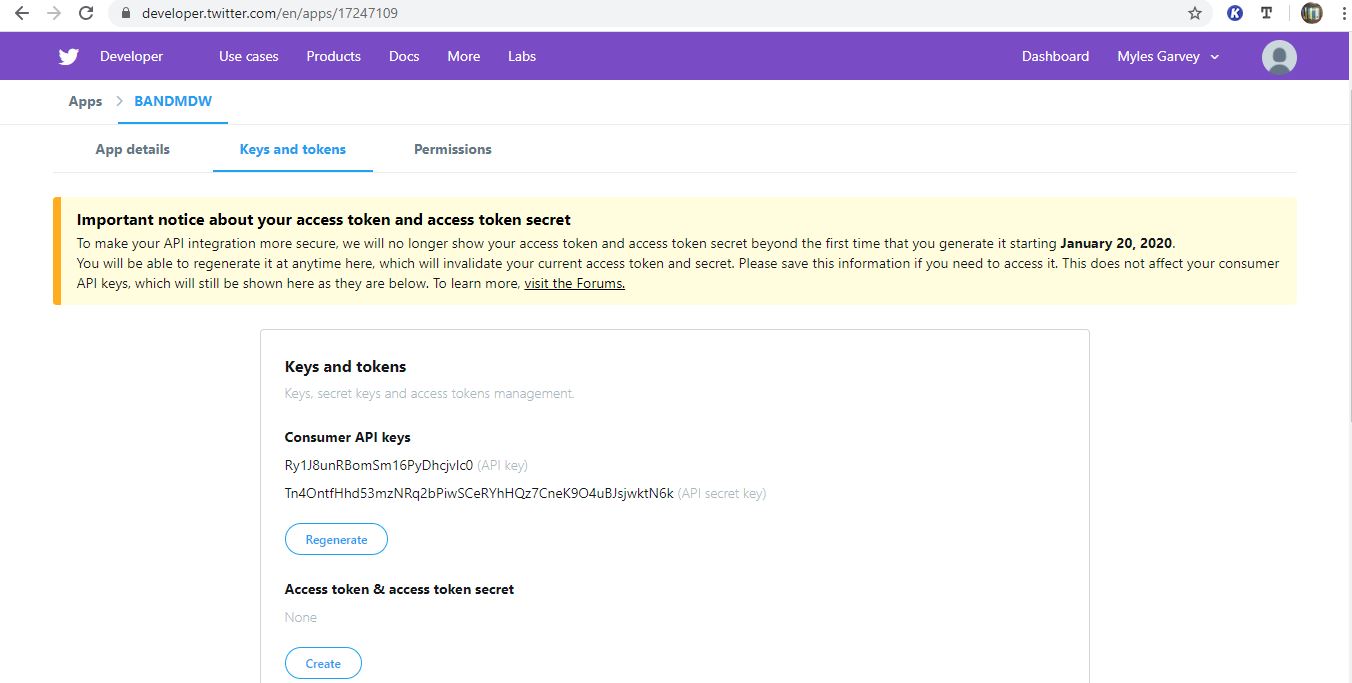 developer.twitter.com/en/apps/17247109
Developer Use cases Products Docs More Labs Dashboard Myles Garvey
Apps > BANDMDW
App details Keys and tokens Permissions
Important notice about your access token and access token secret
To make your API integration more secure, we will no longer show your access token and access token secret beyond the first time that you generate it starting January 20, 2020.
You will be able to regenerate it at anytime here, which will invalidate your current access token and secret. Please save this information if you need to access it. This does not affect your consumer
API keys, which will still be shown here as they are below. To learn more, visit the Forums.
Keys and tokens
Keys, secret keys and access tokens management.
Consumer API keys
Ry1J8unRBomSm16PyDhcjvIc0 (API key)
Tn4OntfHhd53mzNRq2bPiwSCeRYhHQz7CneK9O4uBJsjwktN6k (API secret key)
Regenerate
Access token & access token secret
None
Create